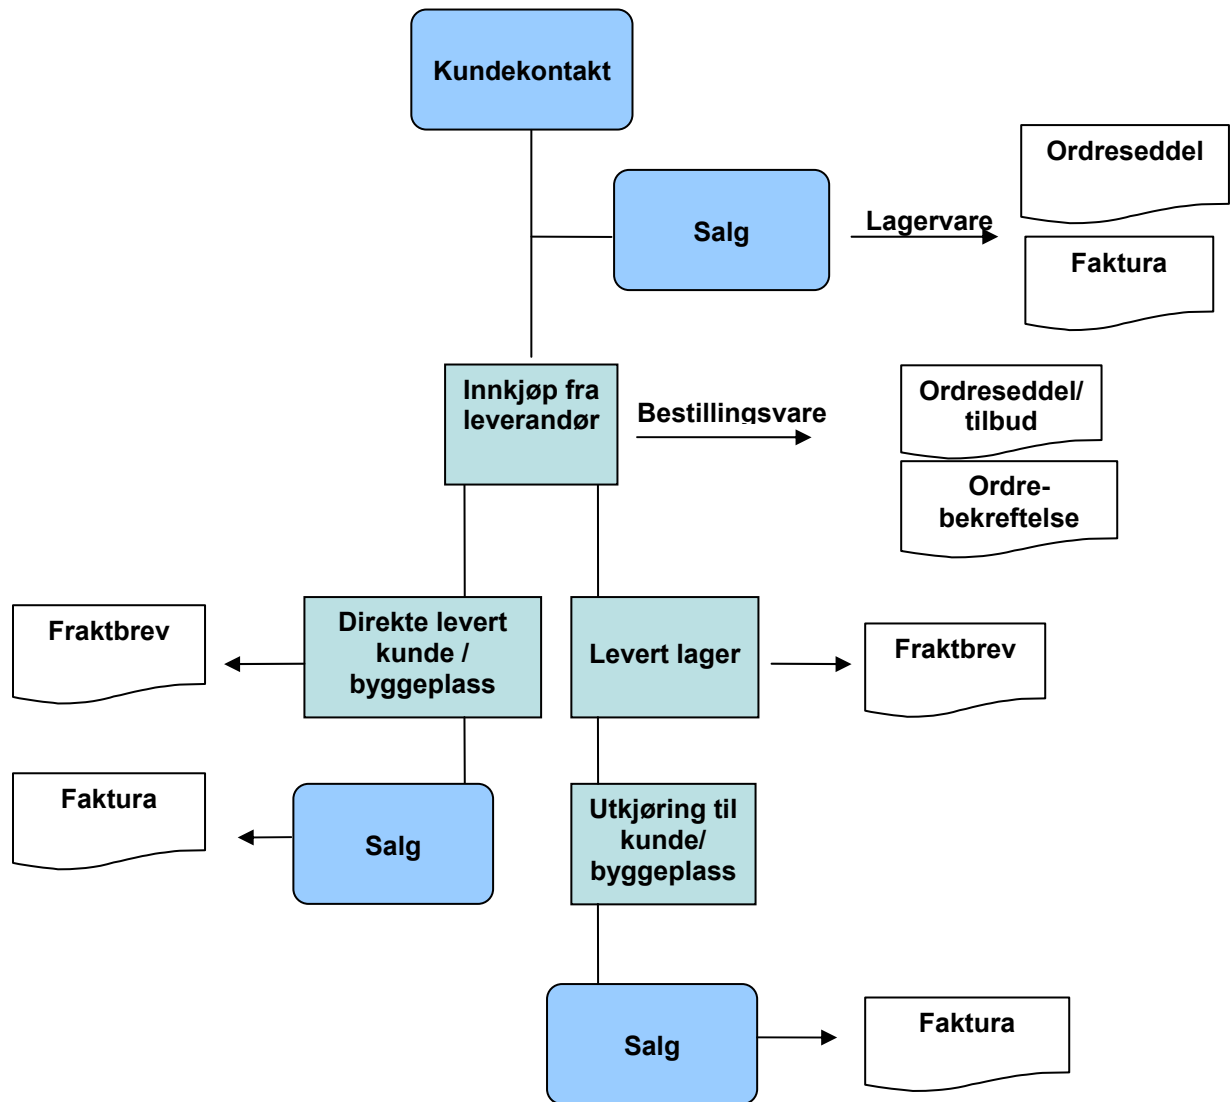 Kundekontakt
Ordreseddel
Salg
Lagervare
Faktura
Innkjøp fra
leverandør
Bestillingsvare
Ordreseddel/
tilbud
Ordre-
bekreftelse
Fraktbrev
Direkte levert
kunde /
byggeplass
Levert lager
Fraktbrev
Faktura
Salg
Utkjøring til
kunde/
byggeplass
Salg
Faktura